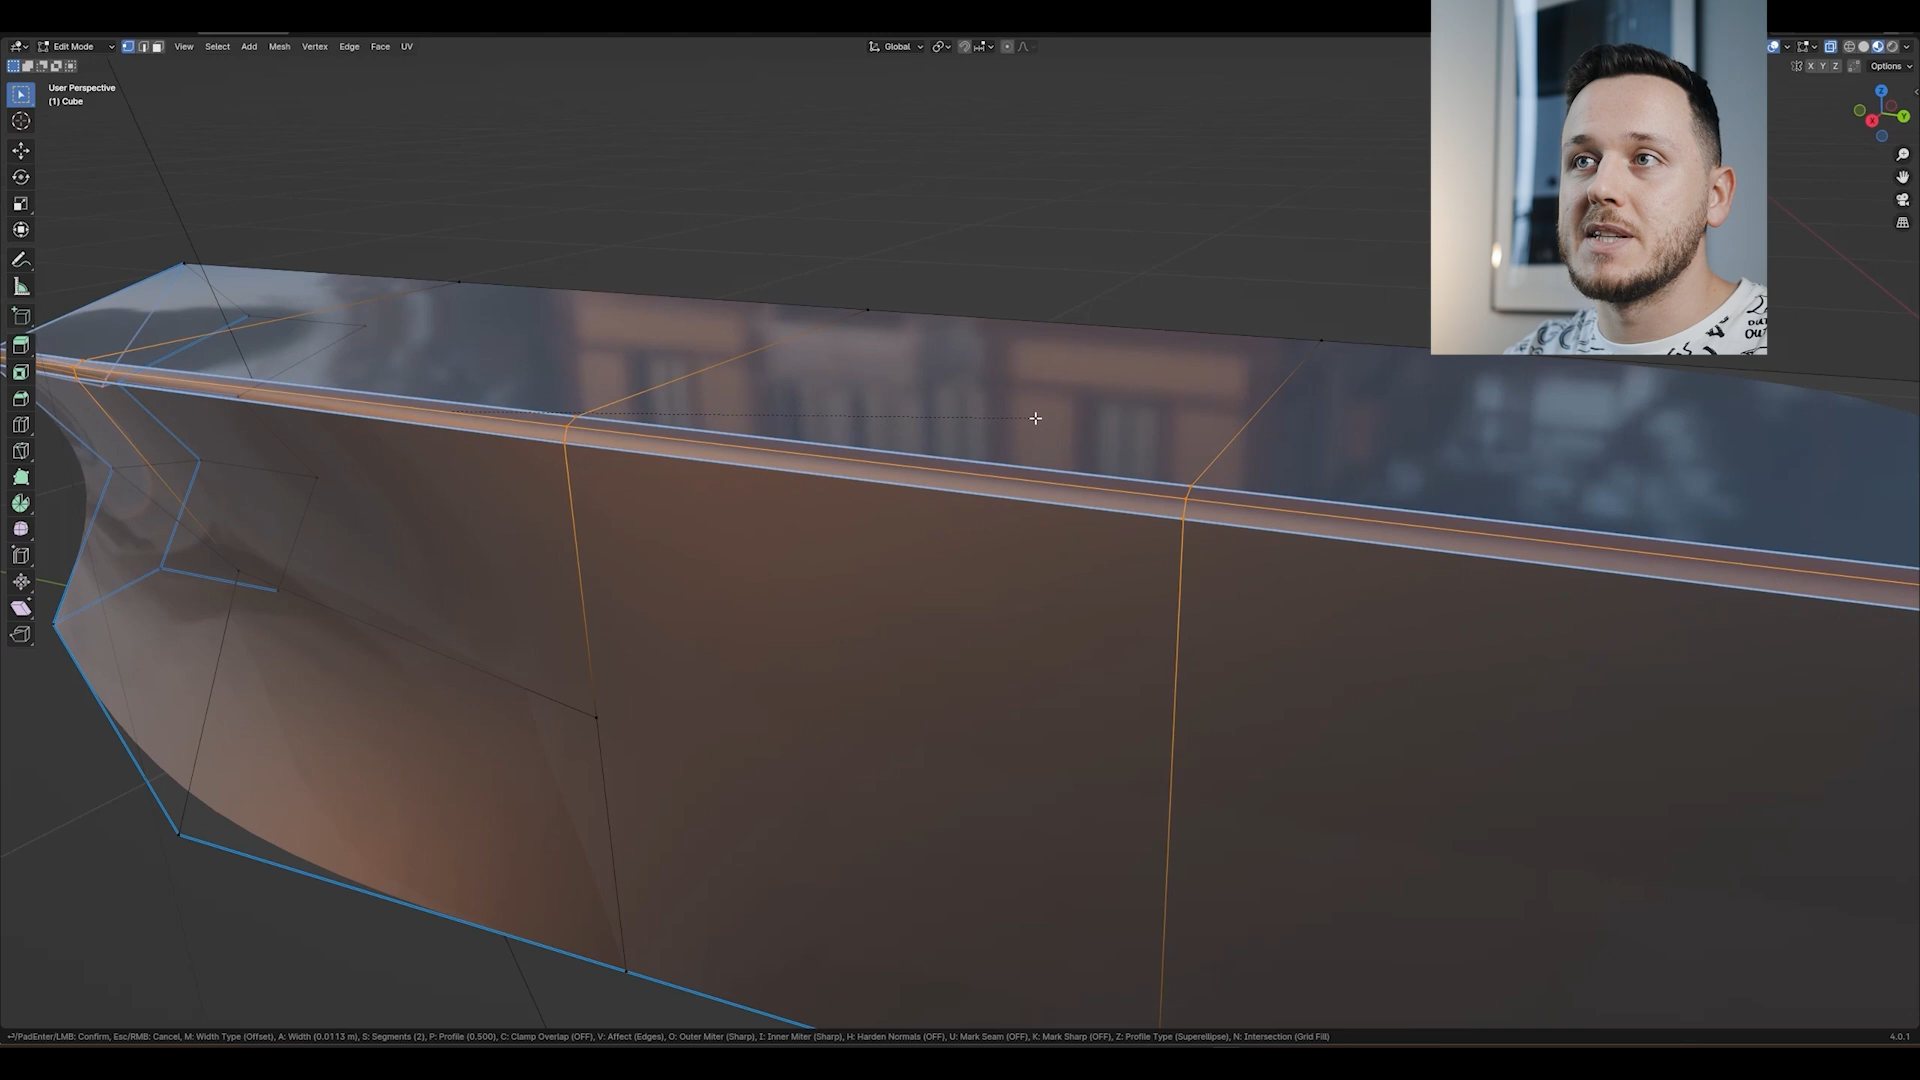 Edit Mode View Select Add Mesh Vertex Edge Face UV Global
X Y Z Options
User Perspective
(1) Cube
Z
Y
X
OU
↵/PadEnter/LMB: Confirm, Esc/RMB: Cancel, M: Width Type (Offset), A: Width (0.0113 m), S: Segments (2), P: Profile (0.500), C: Clamp Overlap (OFF), V: Affect (Edges), O: Outer Miter (Sharp), I: Inner Miter (Sharp), H: Harden Normals (OFF), U: Mark Seam (OFF), K: Mark Sharp (OFF), Z: Profile Type (Superellipse), N: Intersection (Grid Fill) 4.0.1